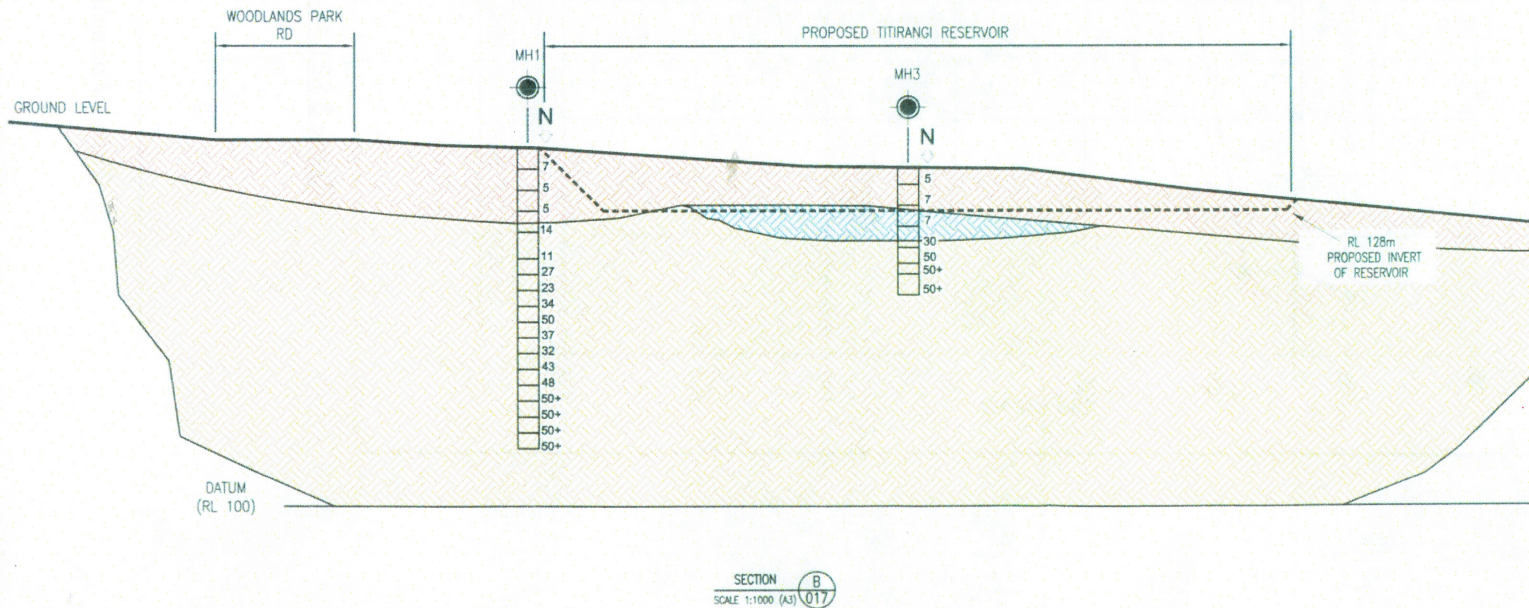 WOODLANDS PARK
RD
PROPOSED TITIRANGI RESERVOIR
MH1
MH3
GROUND LEVEL
N
N
7
5
5
14
11
27
23
34
50
37
32
43
48
50+
50+
50+
50+
5
7
7
30
50
50+
50+
RL 128m
PROPOSED INVERT
OF RESERVOIR
DATUM
(RL 100)
SECTION
SCALE 1:1000 (A3)
B
017